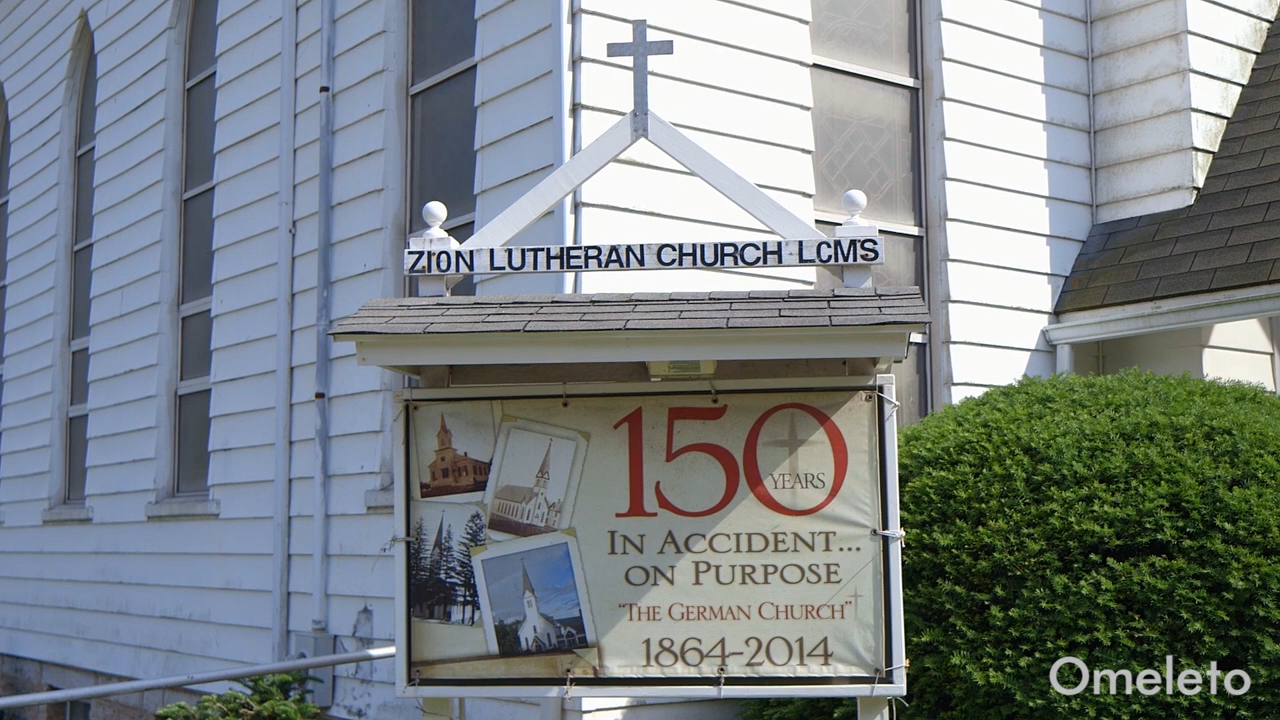 ZION LUTHERAN CHURCH LCMS
150
YEARS
IN ACCIDENT...
ON PURPOSE
"THE GERMAN CHURCH"
1864-2014
Omeleto